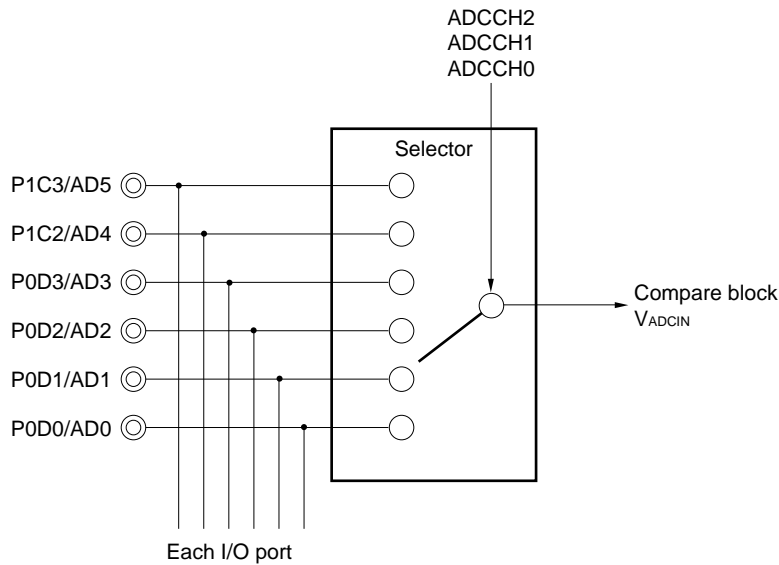 ADCCH2
ADCCH1
ADCCH0
Selector
P1C3/AD5
P1C2/AD4
P0D3/AD3
P0D2/AD2
P0D1/AD1
P0D0/AD0
Compare block
VADCIN
Each I/O port